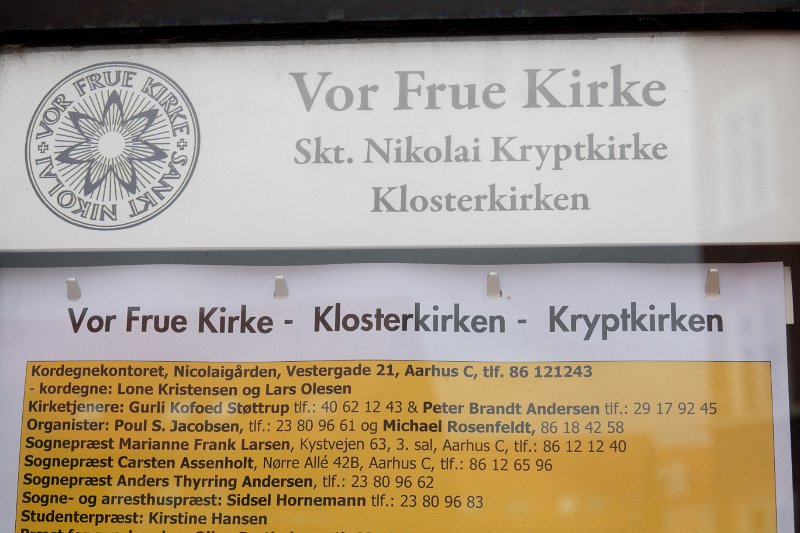 VOR FRUE KIRKE + SANKT NIKOLAI +
Vor Frue Kirke
Skt. Nikolai Kryptkirke
Klosterkirken
Vor Frue Kirke - Klosterkirken - Kryptkirken
Kordegnekontoret, Nicolaigården, Vestergade 21, Aarhus C, tlf. 86 121243
- kordegne: Lone Kristensen og Lars Olesen
Kirketjenere: Gurli Kofoed Støttrup tlf.: 40 62 12 43 & Peter Brandt Andersen tlf.: 29 17 92 45
Organister: Poul S. Jacobsen, tlf.: 23 80 96 61 og Michael Rosenfeldt, 86 18 42 58
Sognepræst Marianne Frank Larsen, Kystvejen 63, 3. sal, Aarhus C, tlf.: 86 12 12 40
Sognepræst Carsten Assenholt, Nørre Allé 42B, Aarhus C, tlf.: 86 12 65 96
Sognepræst Anders Thyrring Andersen, tlf.: 23 80 96 62
Sogne- og arresthuspræst: Sidsel Hornemann tlf.: 23 80 96 83
Studenterpræst: Kirstine Hansen